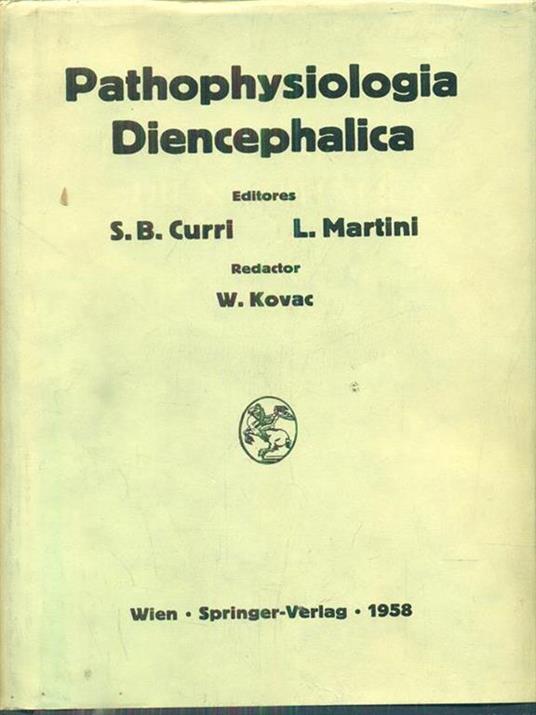 Pathophysiologia
Diencephalica
Editores
S. B. Curri L. Martini
Redactor
W. Kovac
Wien • Springer-Verlag • 1958